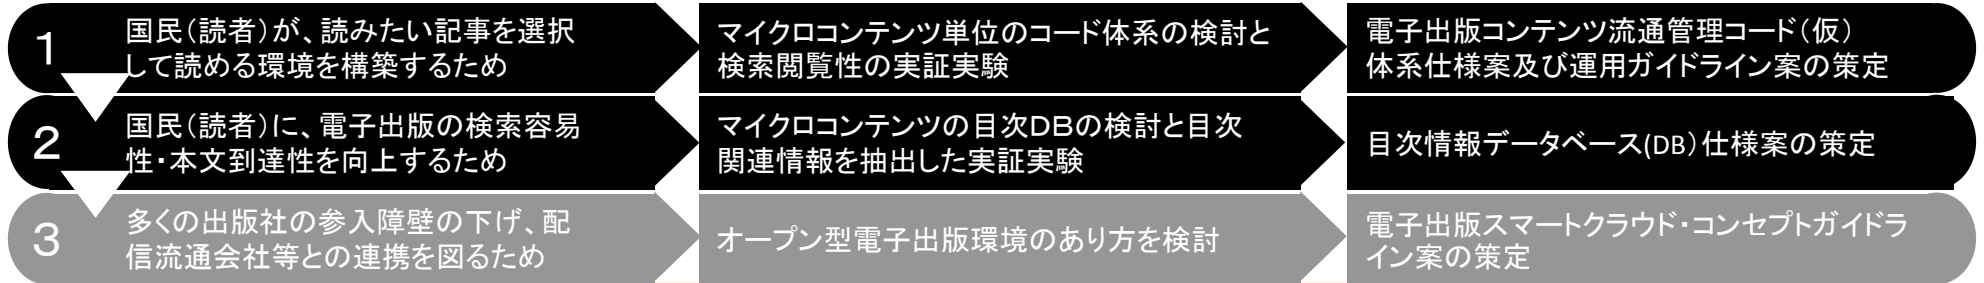 1
国民（読者）が、読みたい記事を選択
して読める環境を構築するため
マイクロコンテンツ単位のコード体系の検討と
検索閲覧性の実証実験
電子出版コンテンツ流通管理コード（仮）
体系仕様案及び運用ガイドライン案の策定
2
国民（読者）に、電子出版の検索容易
性・本文到達性を向上するため
マイクロコンテンツの目次ＤＢの検討と目次
関連情報を抽出した実証実験
目次情報データベース(DB）仕様案の策定
3
多くの出版社の参入障壁の下げ、配
信流通会社等との連携を図るため
オープン型電子出版環境のあり方を検討
電子出版スマートクラウド・コンセプトガイドラ
イン案の策定